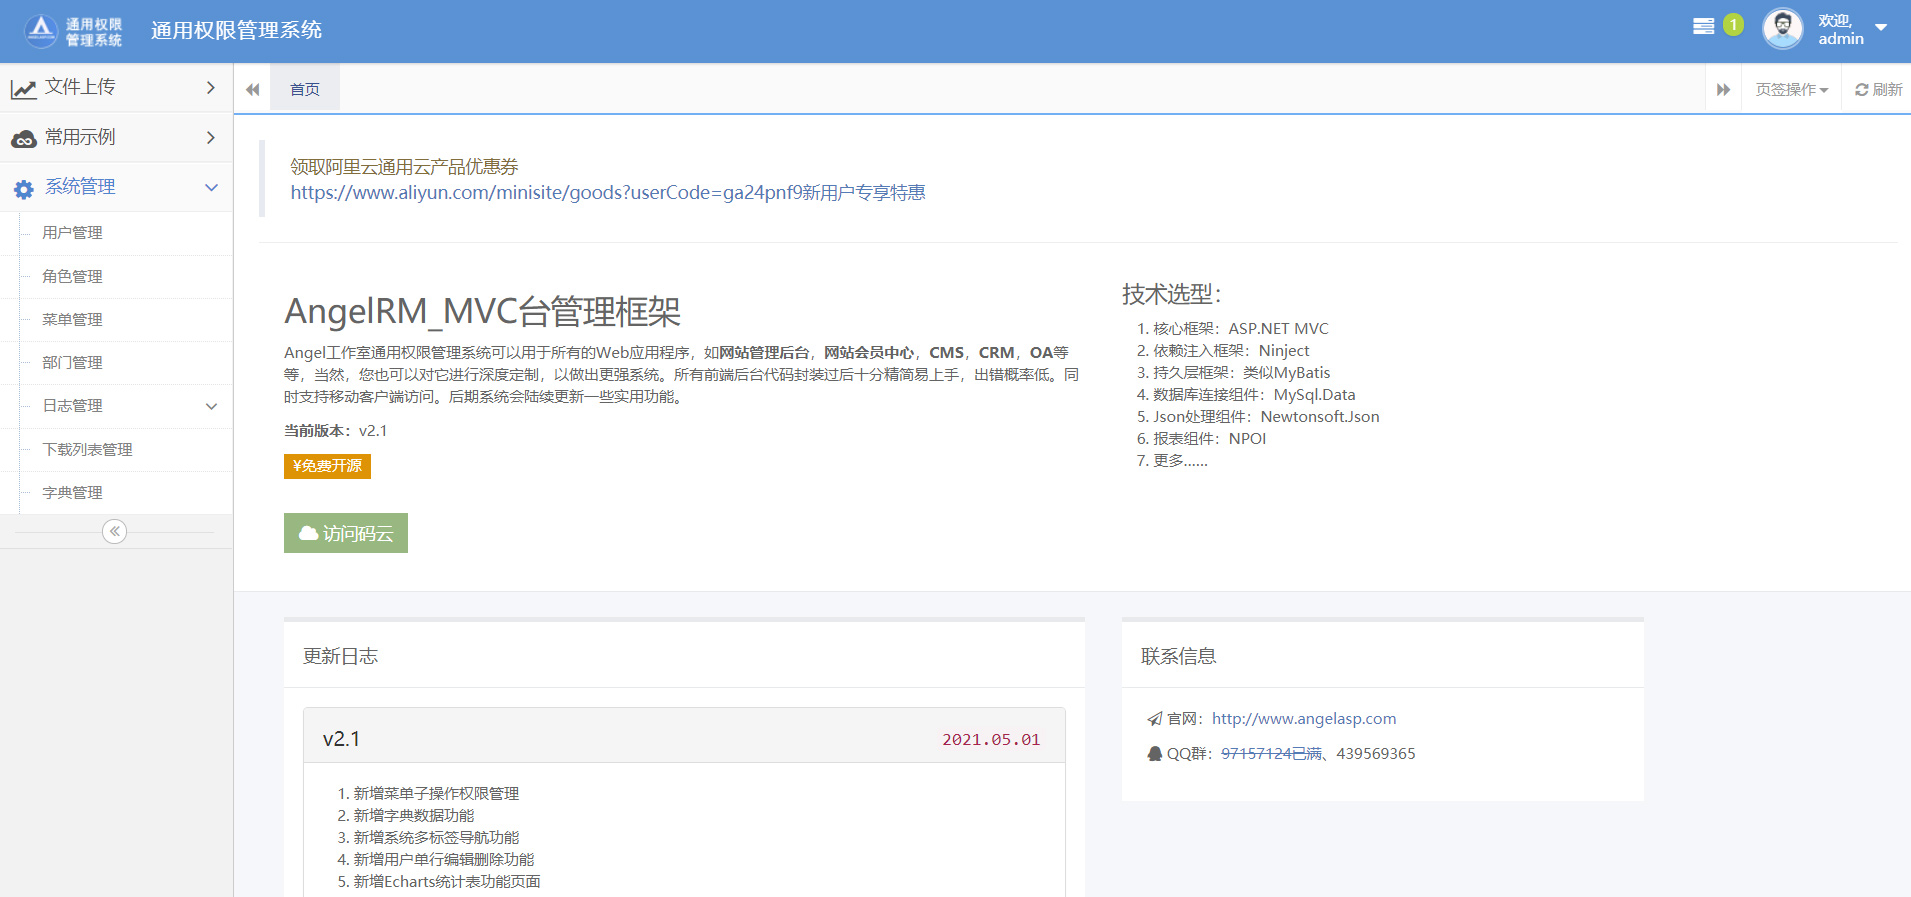 通用权限
管理系统
通用权限管理系统
1
欢迎,
admin
文件上传
常用示例
系统管理
用户管理
角色管理
菜单管理
部门管理
日志管理
下载列表管理
字典管理
首页
页签操作
刷新
领取阿里云通用云产品优惠券
https://www.aliyun.com/minisite/goods?userCode=ga24pnf9新用户专享特惠
AngelRM_MVC台管理框架
Angel工作室通用权限管理系统可以用于所有的Web应用程序，如网站管理后台，网站会员中心，CMS，CRM，OA等
等，当然，您也可以对它进行深度定制，以做出更强系统。所有前端后台代码封装过后十分精简易上手，出错概率低。同
时支持移动客户端访问。后期系统会陆续更新一些实用功能。
当前版本：v2.1
¥免费开源
访问码云
技术选型：
1. 核心框架：ASP.NET MVC
2. 依赖注入框架：Ninject
3. 持久层框架：类似MyBatis
4. 数据库连接组件：MySql.Data
5. Json处理组件：Newtonsoft.Json
6. 报表组件：NPOI
7. 更多......
更新日志
v2.1
2021.05.01
1. 新增菜单子操作权限管理
2. 新增字典数据功能
3. 新增系统多标签导航功能
4. 新增用户单行编辑删除功能
5. 新增Echarts统计表功能页面
联系信息
官网：http://www.angelasp.com
QQ群：97157124已满、439569365